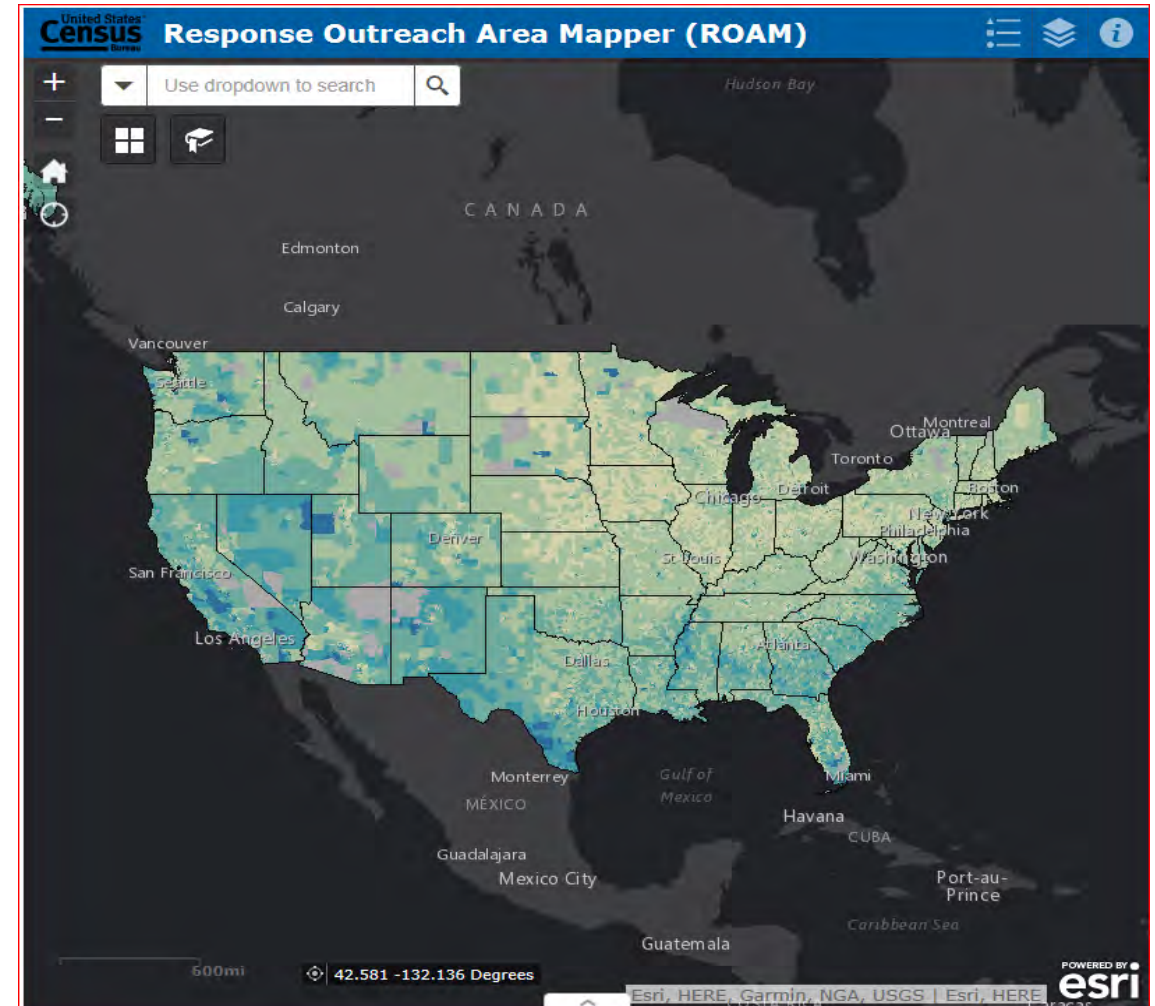 United States®
Census
Bureau
Response Outreach Area Mapper (ROAM)
+
Use dropdown to search
−
Hudson Bay
CANADA
Edmonton
Calgary
Vancouver
Seattle
Montreal
Ottawa
Toronto
Chicago
Detroit
Boston
New York
Philadelphia
Denver
St Louis
Washington
San Francisco
Los Angeles
Atlanta
Dallas
Houston
Monterrey
Gulf of
Mexico
Miami
MÉXICO
Havana
CUBA
Guadalajara
Mexico City
Port-au-
Prince
Caribbean Sea
Guatemala
600mi
42.581 -132.136 Degrees
POWERED BY
esri
Esri, HERE, Garmin, NGA, USGS | Esri, HERE